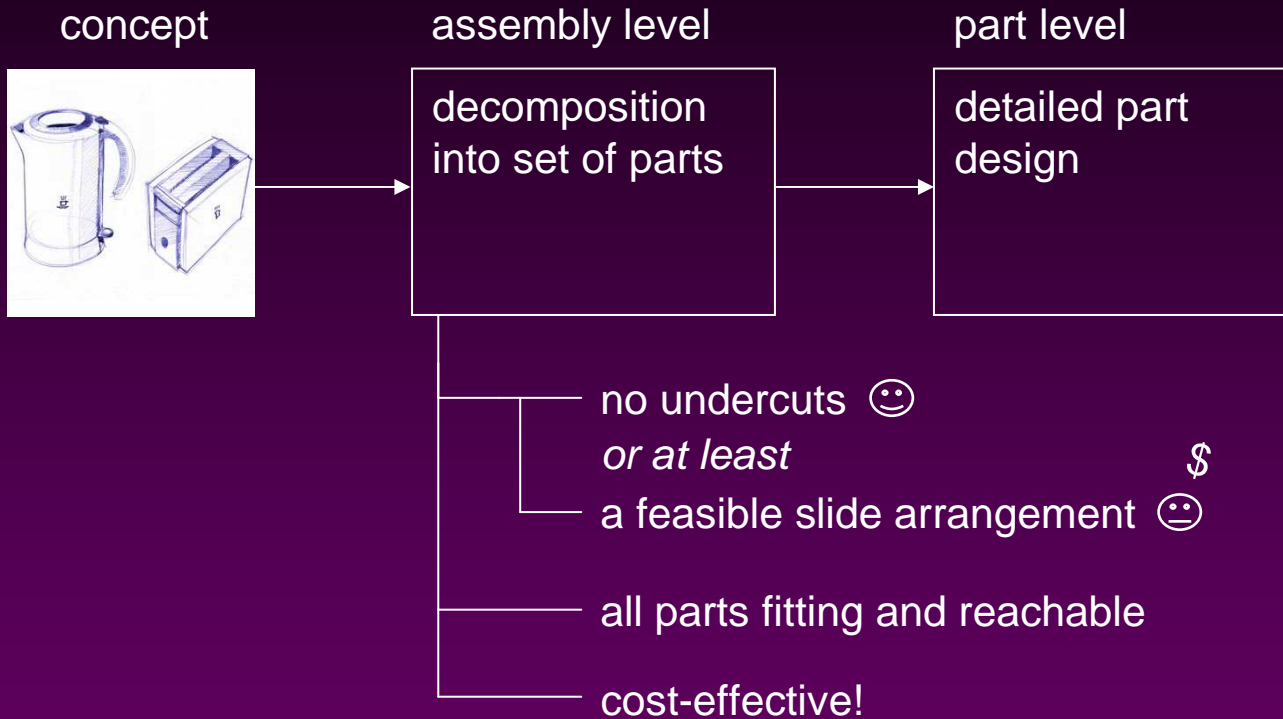 concept
assembly level
part level
decomposition
into set of parts
detailed part
design
no undercuts
or at least
$
a feasible slide arrangement
all parts fitting and reachable
cost-effective!